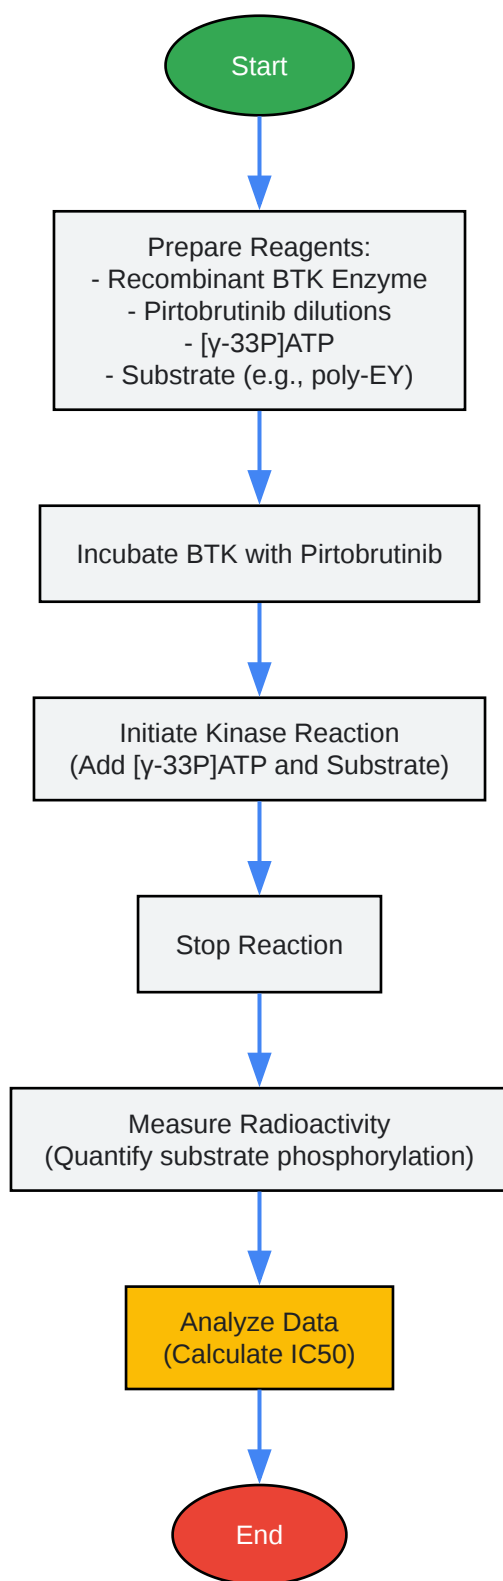 Start
Prepare Reagents:
- Recombinant BTK Enzyme
- Pirtobrutinib dilutions
- [γ-33P]ATP
- Substrate (e.g., poly-EY)
Incubate BTK with Pirtobrutinib
Initiate Kinase Reaction
(Add [γ-33P]ATP and Substrate)
Stop Reaction
Measure Radioactivity
(Quantify substrate phosphorylation)
Analyze Data
(Calculate IC50)
End